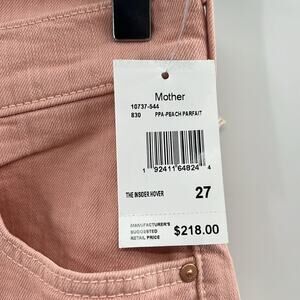 Mother
10737-544
830 PPA-PEACH PARFAIT
1 92411 64824 4
THE INSIDER HOVER 27
MANUFACTURER'S
SUGGESTED
RETAIL PRICE $218.00